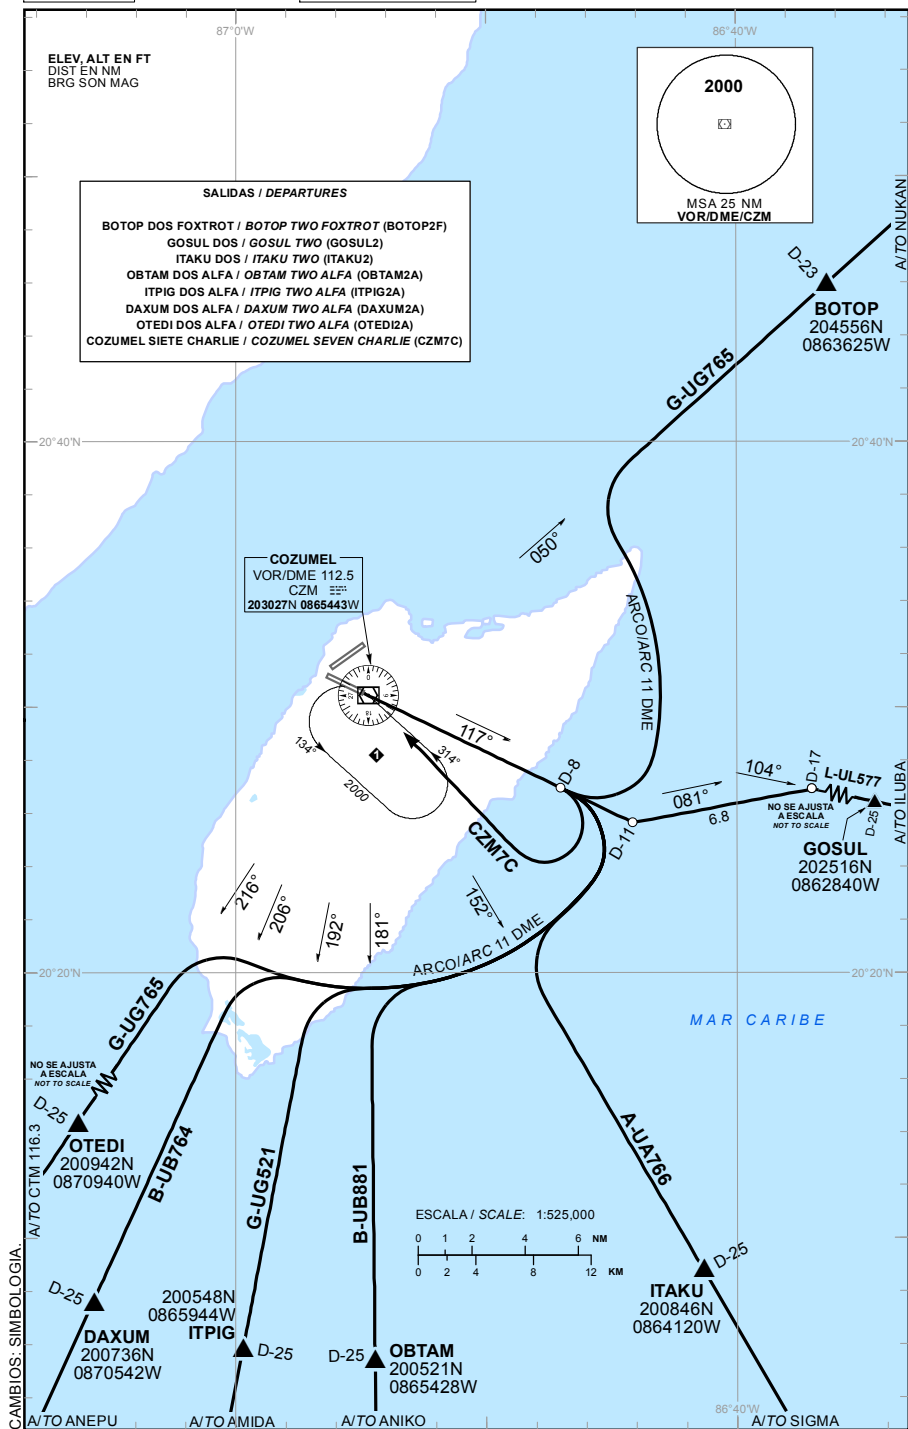 87°0'W
86°40'W
ELEV, ALT EN FT
DIST EN NM
BRG SON MAG
2000
MSA 25 NM
VOR/DME/CZM
SALIDAS / DEPARTURES
BOTOP DOS FOXTROT / BOTOP TWO FOXTROT (BOTOP2F)
GOSUL DOS / GOSUL TWO (GOSUL2)
ITAKU DOS / ITAKU TWO (ITAKU2)
OBTAM DOS ALFA / OBTAM TWO ALFA (OBTAM2A)
ITPIG DOS ALFA / ITPIG TWO ALFA (ITPIG2A)
DAXUM DOS ALFA / DAXUM TWO ALFA (DAXUM2A)
OTEDI DOS ALFA / OTEDI TWO ALFA (OTEDI2A)
COZUMEL SIETE CHARLIE / COZUMEL SEVEN CHARLIE (CZM7C)
A/TO NUKAN
D-23
BOTOP
204556N
0863625W
G-UG765
20°40'N
20°40'N
050°
COZUMEL
VOR/DME 112.5
CZM
203027N 0865443W
ARCO/ARC 11 DME
0
9
18
27
117°
134°
1
314°
2000
D-8
CZM7C
D-11
081°
6.8
104°
D-17
L-UL577
NO SE AJUSTA
A ESCALA
NOT TO SCALE
D-25
A/TO ILUBA
GOSUL
202516N
0862840W
216°
206°
192°
181°
152°
ARCO/ARC 11 DME
20°20'N
20°20'N
G-UG765
MAR CARIBE
NO SE AJUSTA
A ESCALA
NOT TO SCALE
D-25
OTEDI
200942N
0870940W
A/TO CTM 116.3
B-UB764
G-UG521
B-UB881
A-UA766
ESCALA / SCALE: 1:525,000
0 1 2 4 6 NM
0 2 4 8 12 KM
D-25
ITAKU
200846N
0864120W
D-25
DAXUM
200736N
0870542W
200548N
0865944W
ITPIG
D-25
D-25
OBTAM
200521N
0865428W
CAMBIOS: SIMBOLOGIA.
86°40'W
A/TO ANEPU
A/TO AMIDA
A/TO ANIKO
A/TO SIGMA